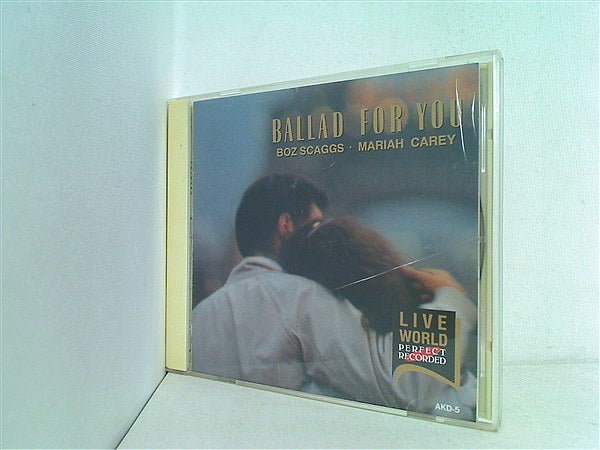 BALLAD FOR YOU
BOZ SCAGGS · MARIAH CAREY
LIVE
WORLD
PERFECT
RECORDED
AKD-5